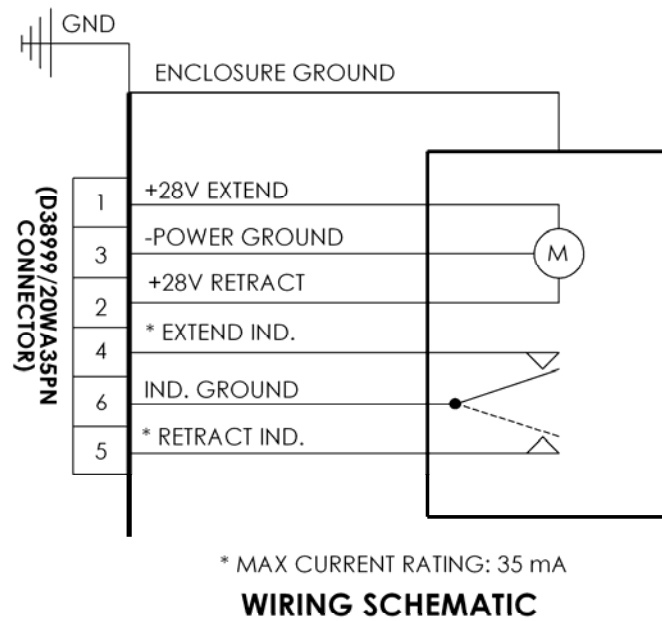 GND
ENCLOSURE GROUND
(D38999/20WA35PN
CONNECTOR)
1
+28V EXTEND
3
-POWER GROUND
M
2
+28V RETRACT
4
* EXTEND IND.
6
IND. GROUND
5
* RETRACT IND.
* MAX CURRENT RATING: 35 mA
WIRING SCHEMATIC